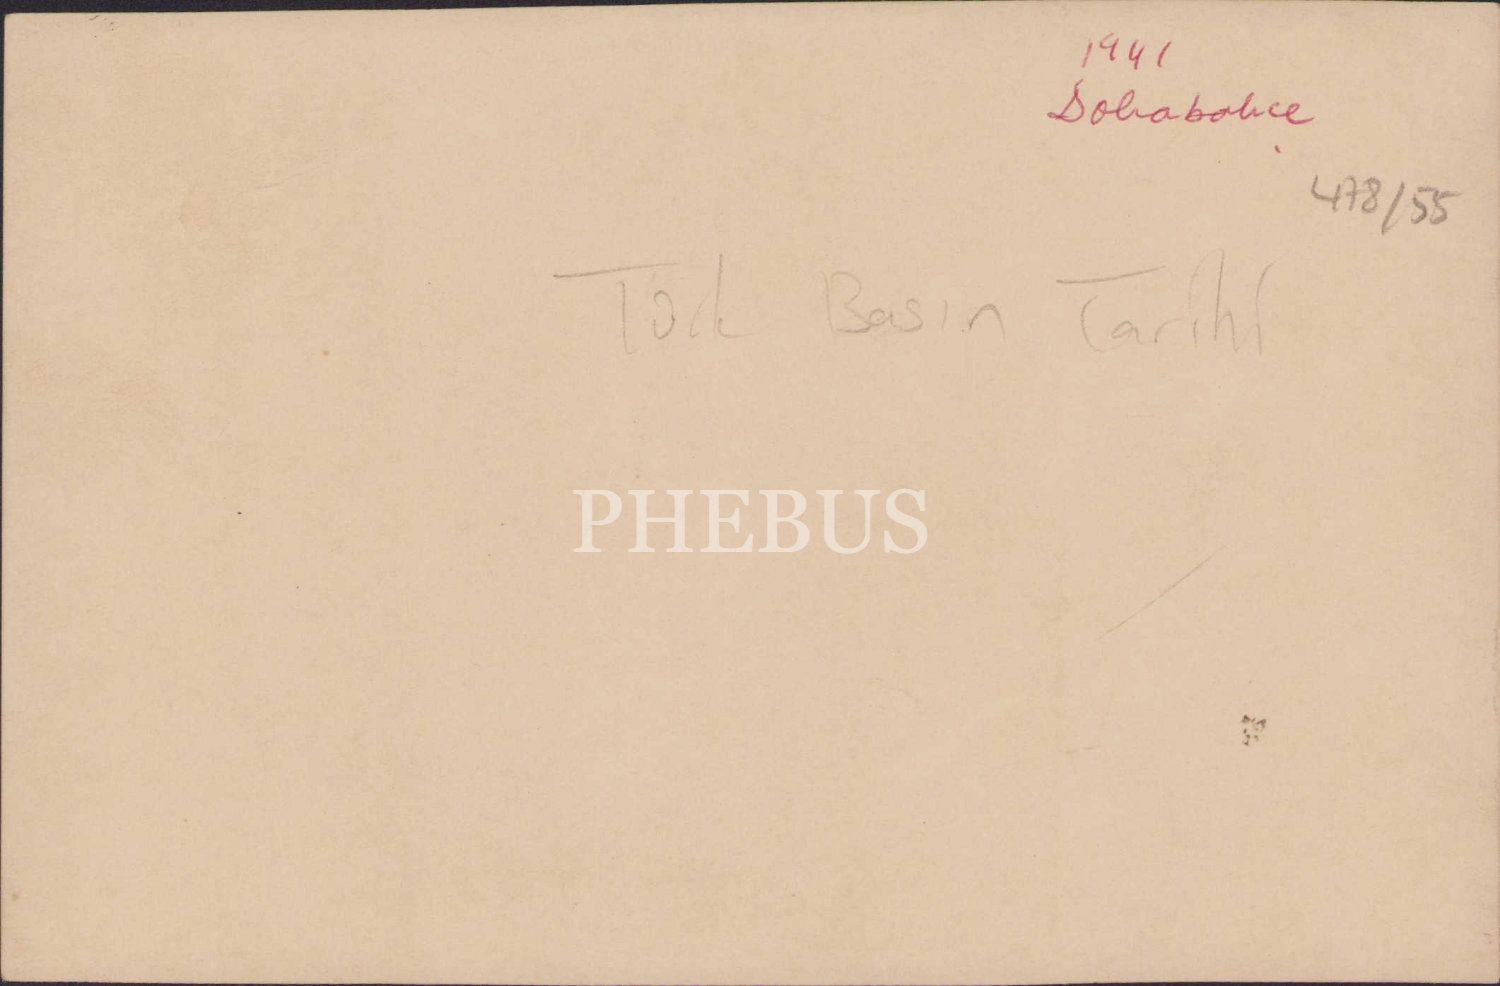 1941
Dolmabahçe
478/55
Türk Basın Tarihi
PHEBUS